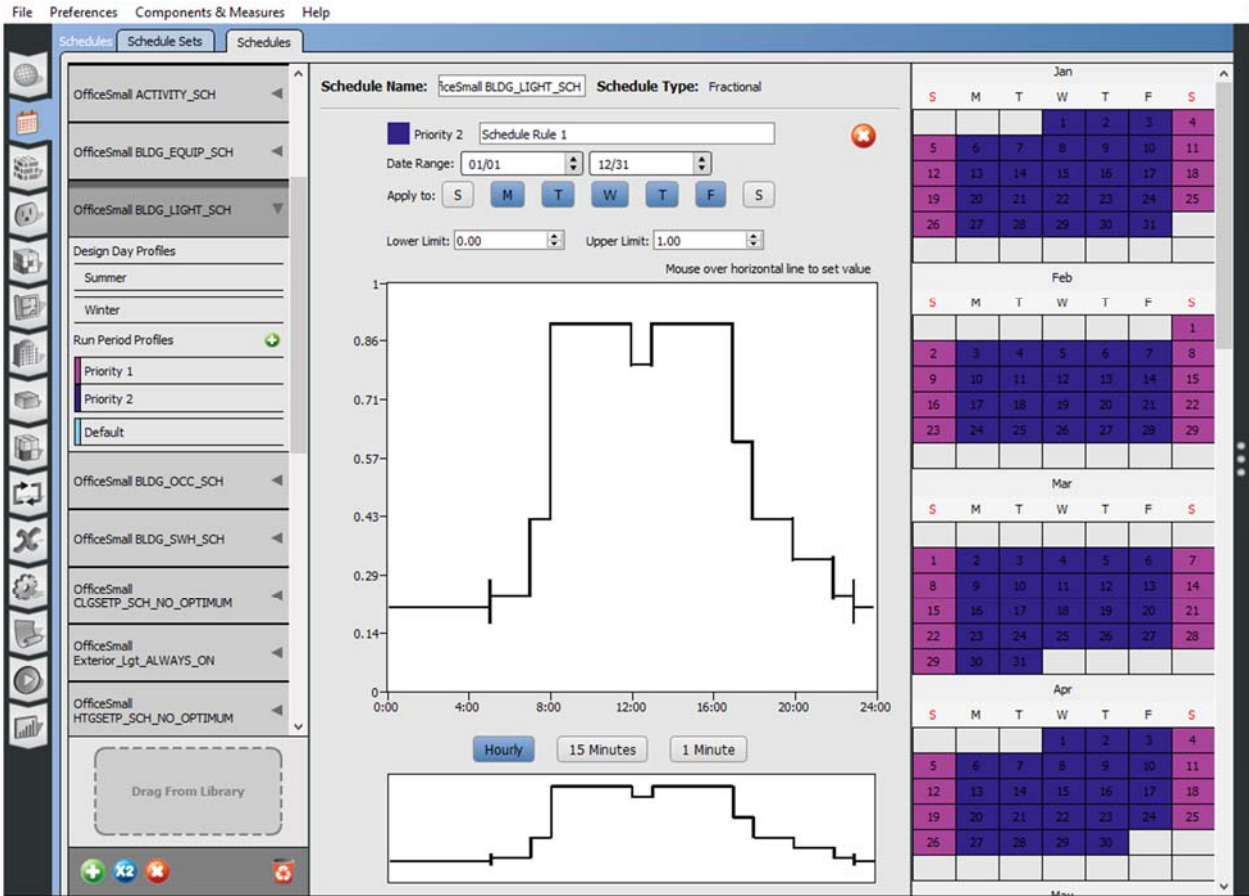 File Preferences Components & Measures Help
Schedules Schedule Sets Schedules
OfficeSmall ACTIVITY_SCH
OfficeSmall BLDG_EQUIP_SCH
OfficeSmall BLDG_LIGHT_SCH
Design Day Profiles
Summer
Winter
Run Period Profiles
Priority 1
Priority 2
Default
OfficeSmall BLDG_OCC_SCH
OfficeSmall BLDG_SWH_SCH
OfficeSmall
CLGSETP_SCH_NO_OPTIMUM
OfficeSmall
Exterior_Lgt_ALWAYS_ON
OfficeSmall
HTGSETP_SCH_NO_OPTIMUM
Drag From Library
X2
Schedule Name: ficeSmall BLDG_LIGHT_SCH Schedule Type: Fractional
Priority 2 Schedule Rule 1
Date Range: 01/01 12/31
Apply to: S M T W T F S
Lower Limit: 0.00 Upper Limit: 1.00
Mouse over horizontal line to set value
1
0.86
0.71
0.57
0.43
0.29
0.14
0
0:00 4:00 8:00 12:00 16:00 20:00 24:00
Hourly 15 Minutes 1 Minute
Jan
S M T W T F S
1 2 3 4
5 6 7 8 9 10 11
12 13 14 15 16 17 18
19 20 21 22 23 24 25
26 27 28 29 30 31
Feb
S M T W T F S
1
2 3 4 5 6 7 8
9 10 11 12 13 14 15
16 17 18 19 20 21 22
23 24 25 26 27 28 29
Mar
S M T W T F S
1 2 3 4 5 6 7
8 9 10 11 12 13 14
15 16 17 18 19 20 21
22 23 24 25 26 27 28
29 30 31
Apr
S M T W T F S
1 2 3 4
5 6 7 8 9 10 11
12 13 14 15 16 17 18
19 20 21 22 23 24 25
26 27 28 29 30